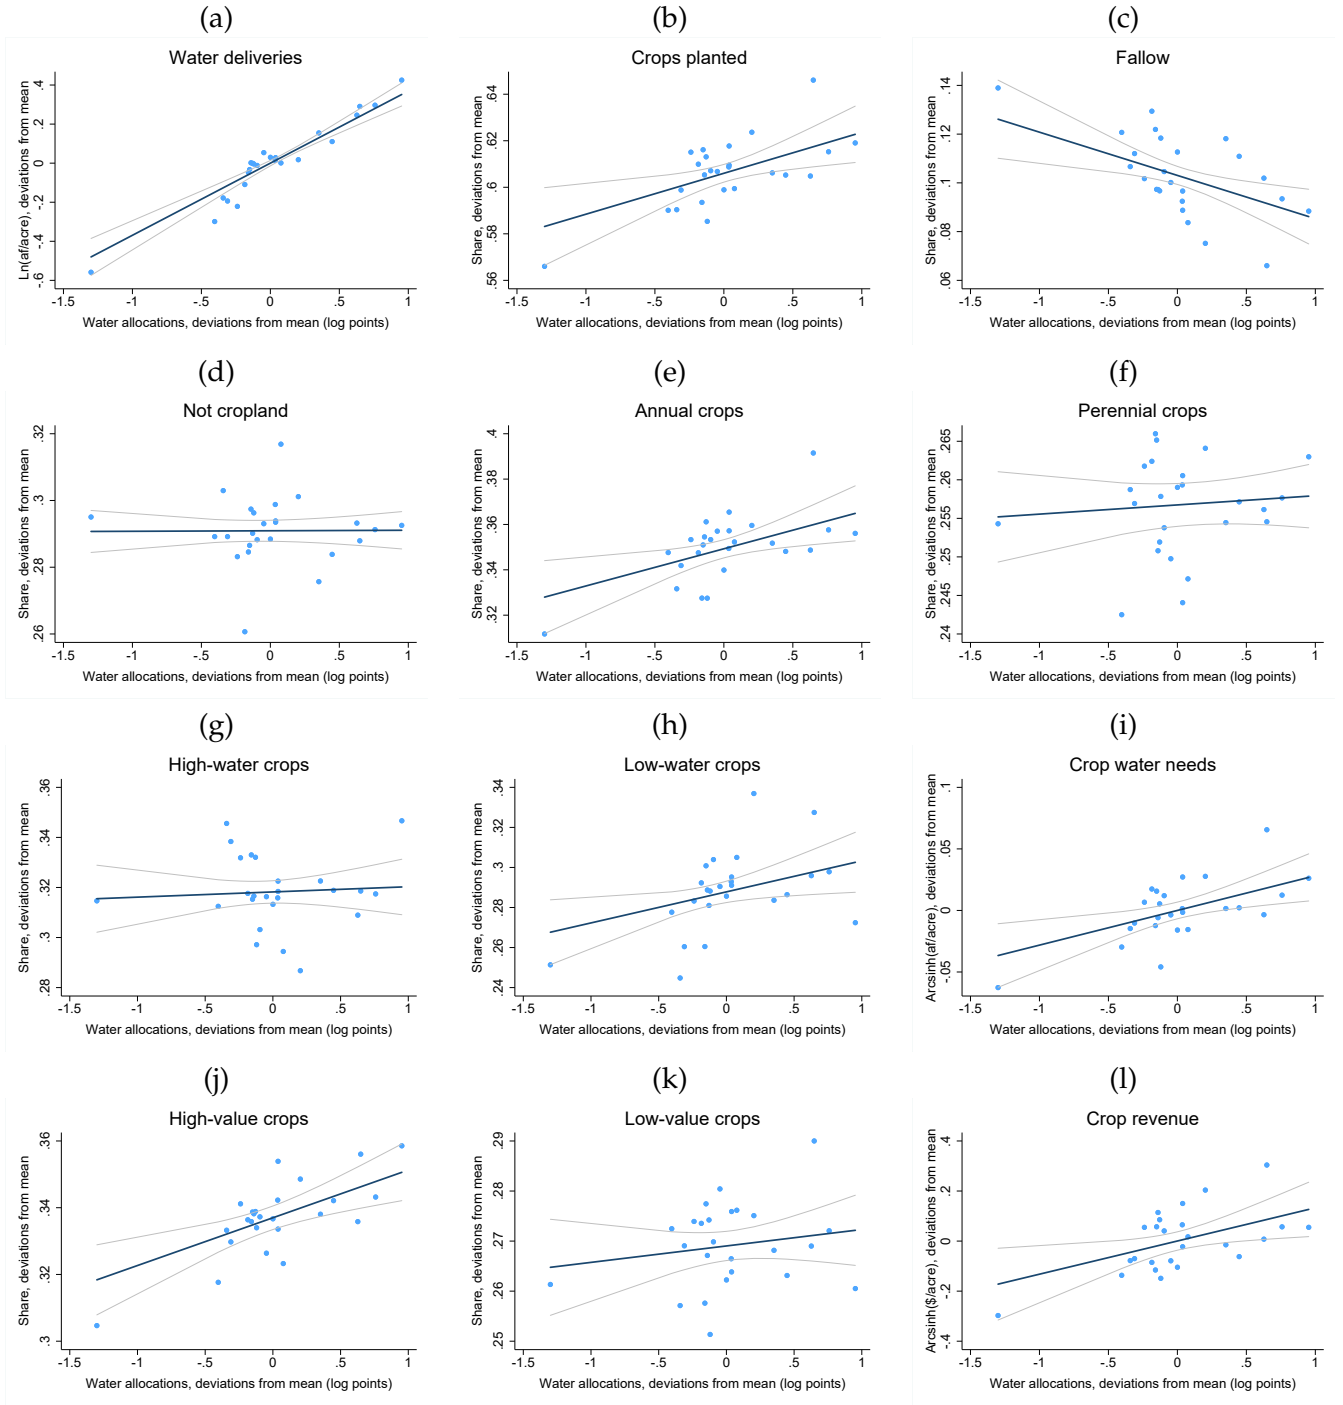 (a)
Water deliveries
Ln(af/acre), deviations from mean
.4
.2
0
-.2
-.4
-.6
-1.5 -1 -.5 0 .5 1
Water allocations, deviations from mean (log points)
(b)
Crops planted
Share, deviations from mean
.64
.62
.6
.58
.56
-1.5 -1 -.5 0 .5 1
Water allocations, deviations from mean (log points)
(c)
Fallow
Share, deviations from mean
.14
.12
.1
.08
.06
-1.5 -1 -.5 0 .5 1
Water allocations, deviations from mean (log points)
(d)
Not cropland
Share, deviations from mean
.32
.3
.28
.26
-1.5 -1 -.5 0 .5 1
Water allocations, deviations from mean (log points)
(e)
Annual crops
Share, deviations from mean
.4
.38
.36
.34
.32
-1.5 -1 -.5 0 .5 1
Water allocations, deviations from mean (log points)
(f)
Perennial crops
Share, deviations from mean
.265
.26
.255
.25
.245
.24
-1.5 -1 -.5 0 .5 1
Water allocations, deviations from mean (log points)
(g)
High-water crops
Share, deviations from mean
.36
.34
.32
.3
.28
-1.5 -1 -.5 0 .5 1
Water allocations, deviations from mean (log points)
(h)
Low-water crops
Share, deviations from mean
.34
.32
.3
.28
.26
.24
-1.5 -1 -.5 0 .5 1
Water allocations, deviations from mean (log points)
(i)
Crop water needs
Arcsinh(af/acre), deviations from mean
.1
.05
0
-.05
-1.5 -1 -.5 0 .5 1
Water allocations, deviations from mean (log points)
(j)
High-value crops
Share, deviations from mean
.36
.34
.32
.3
-1.5 -1 -.5 0 .5 1
Water allocations, deviations from mean (log points)
(k)
Low-value crops
Share, deviations from mean
.29
.28
.27
.26
.25
-1.5 -1 -.5 0 .5 1
Water allocations, deviations from mean (log points)
(l)
Crop revenue
Arcsinh($/acre), deviations from mean
.4
.2
0
-.2
-.4
-1.5 -1 -.5 0 .5 1
Water allocations, deviations from mean (log points)